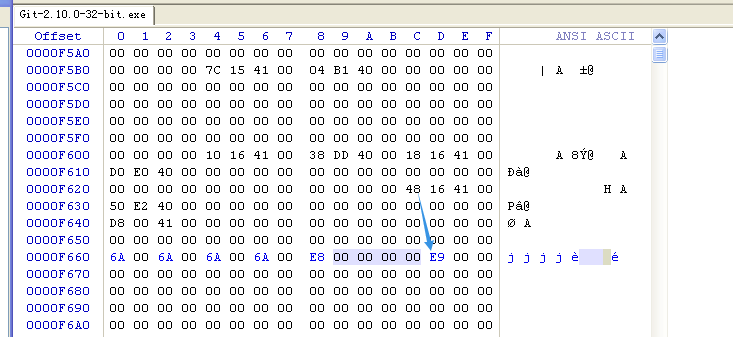 Git-2.10.0-32-bit.exe
Offset 0 1 2 3 4 5 6 7 8 9 A B C D E F ANSI ASCII
0000F5A0 00 00 00 00 00 00 00 00 00 00 00 00 00 00 00 00
0000F5B0 00 00 00 00 7C 15 41 00 04 B1 40 00 00 00 00 00 | A ±@
0000F5C0 00 00 00 00 00 00 00 00 00 00 00 00 00 00 00 00
0000F5D0 00 00 00 00 00 00 00 00 00 00 00 00 00 00 00 00
0000F5E0 00 00 00 00 00 00 00 00 00 00 00 00 00 00 00 00
0000F5F0 00 00 00 00 00 00 00 00 00 00 00 00 00 00 00 00
0000F600 00 00 00 00 10 16 41 00 38 DD 40 00 18 16 41 00 A 8Ý@ A
0000F610 D0 E0 40 00 00 00 00 00 00 00 00 00 00 00 00 00 Ðà@
0000F620 00 00 00 00 00 00 00 00 00 00 00 00 48 16 41 00 H A
0000F630 50 E2 40 00 00 00 00 00 00 00 00 00 00 00 00 00 Pâ@
0000F640 D8 00 41 00 00 00 00 00 00 00 00 00 00 00 00 00 Ø A
0000F650 00 00 00 00 00 00 00 00 00 00 00 00 00 00 00 00
0000F660 6A 00 6A 00 6A 00 6A 00 E8 00 00 00 00 E9 00 00 j j j j è é
0000F670 00 00 00 00 00 00 00 00 00 00 00 00 00 00 00 00
0000F680 00 00 00 00 00 00 00 00 00 00 00 00 00 00 00 00
0000F690 00 00 00 00 00 00 00 00 00 00 00 00 00 00 00 00
0000F6A0 00 00 00 00 00 00 00 00 00 00 00 00 00 00 00 00